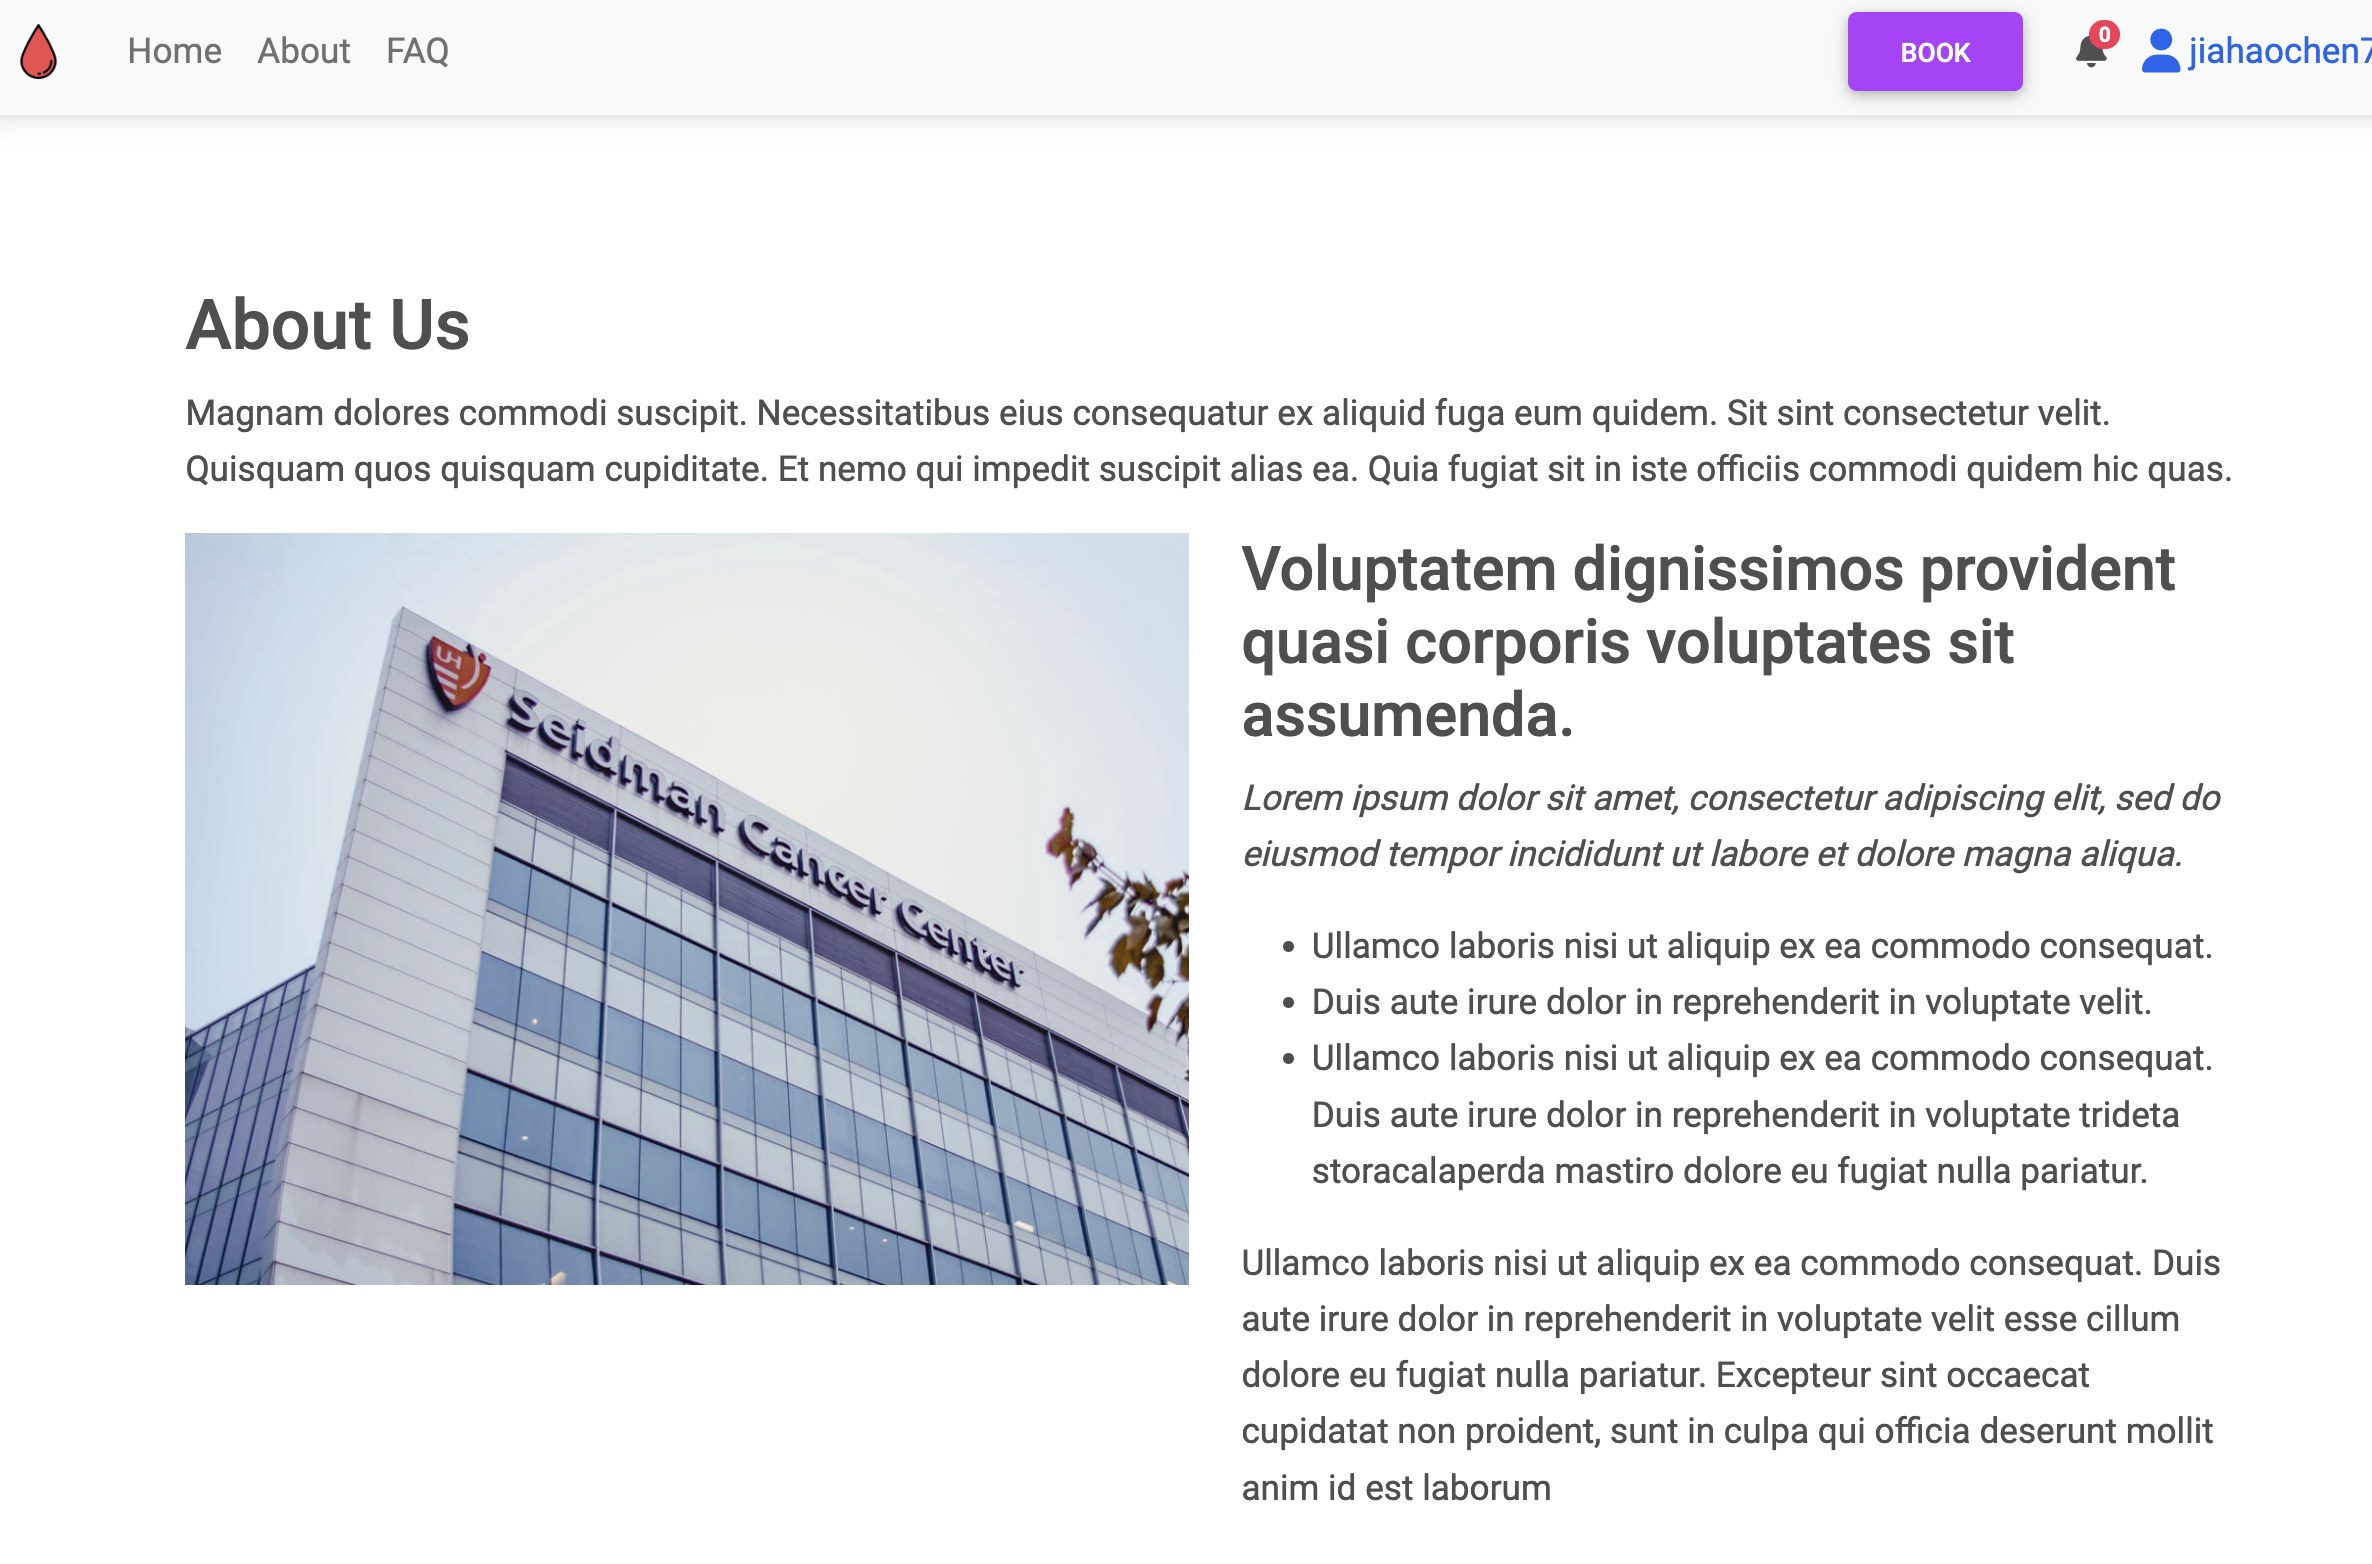 Home About FAQ
BOOK
0
jiahaochen7
About Us
Magnam dolores commodi suscipit. Necessitatibus eius consequatur ex aliquid fuga eum quidem. Sit sint consectetur velit.
Quisquam quos quisquam cupiditate. Et nemo qui impedit suscipit alias ea. Quia fugiat sit in iste officiis commodi quidem hic quas.
UH
Seidman Cancer Center
Voluptatem dignissimos provident
quasi corporis voluptates sit
assumenda.
Lorem ipsum dolor sit amet, consectetur adipiscing elit, sed do
eiusmod tempor incididunt ut labore et dolore magna aliqua.
• Ullamco laboris nisi ut aliquip ex ea commodo consequat.
• Duis aute irure dolor in reprehenderit in voluptate velit.
• Ullamco laboris nisi ut aliquip ex ea commodo consequat.
Duis aute irure dolor in reprehenderit in voluptate trideta
storacalaperda mastiro dolore eu fugiat nulla pariatur.
Ullamco laboris nisi ut aliquip ex ea commodo consequat. Duis
aute irure dolor in reprehenderit in voluptate velit esse cillum
dolore eu fugiat nulla pariatur. Excepteur sint occaecat
cupidatat non proident, sunt in culpa qui officia deserunt mollit
anim id est laborum